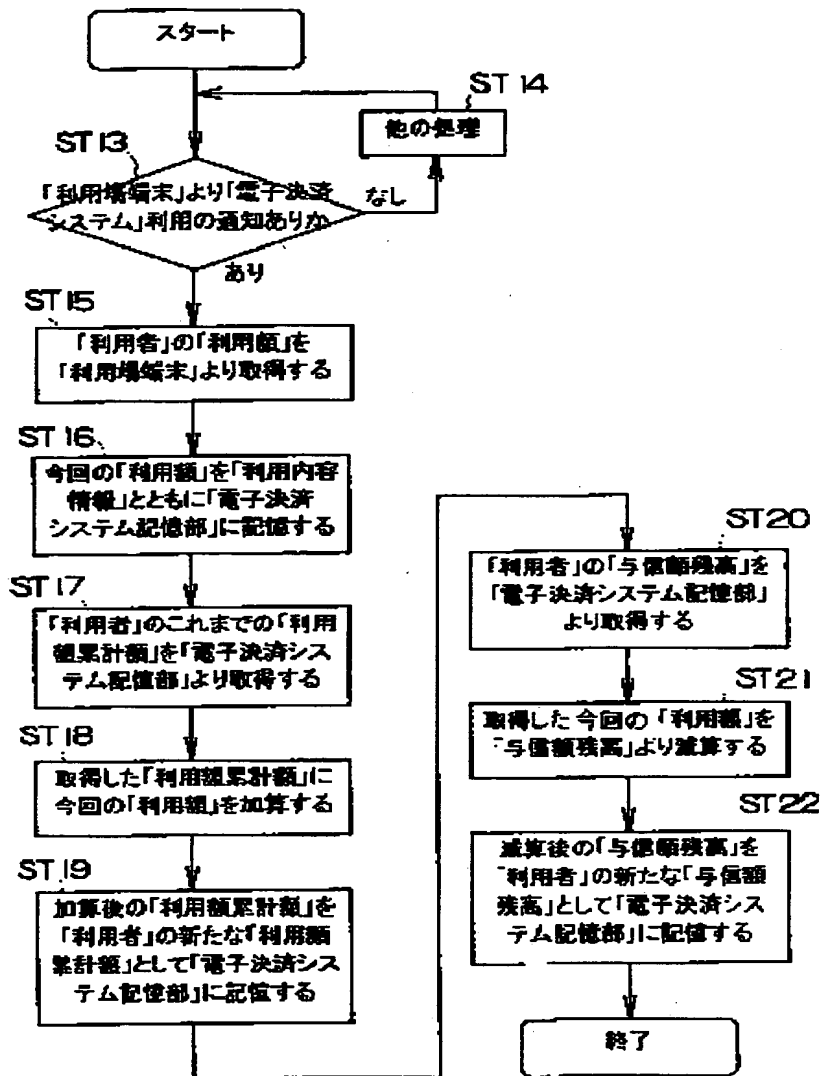 スタート
ST14
他の処理
ST13
「利用場端末」より「電子決済
システム」利用の通知ありか
なし
あり
ST15
「利用者」の「利用額」を
「利用場端末」より取得する
ST16
今回の「利用額」を「利用内容
情報」とともに「電子決済
システム記憶部」に記憶する
ST17
「利用者」のこれまでの「利用
額累計額」を「電子決済シス
テム記憶部」より取得する
ST18
取得した「利用額累計額」に
今回の「利用額」を加算する
ST19
加算後の「利用額累計額」を
「利用者」の新たな「利用額
累計額」として「電子決済シス
テム記憶部」に記憶する
ST20
「利用者」の「与信額残高」を
「電子決済システム記憶部」
より取得する
ST21
取得した今回の「利用額」を
「与信額残高」より減算する
ST22
減算後の「与信額残高」を
「利用者」の新たな「与信額
残高」として「電子決済シス
テム記憶部」に記憶する
終了